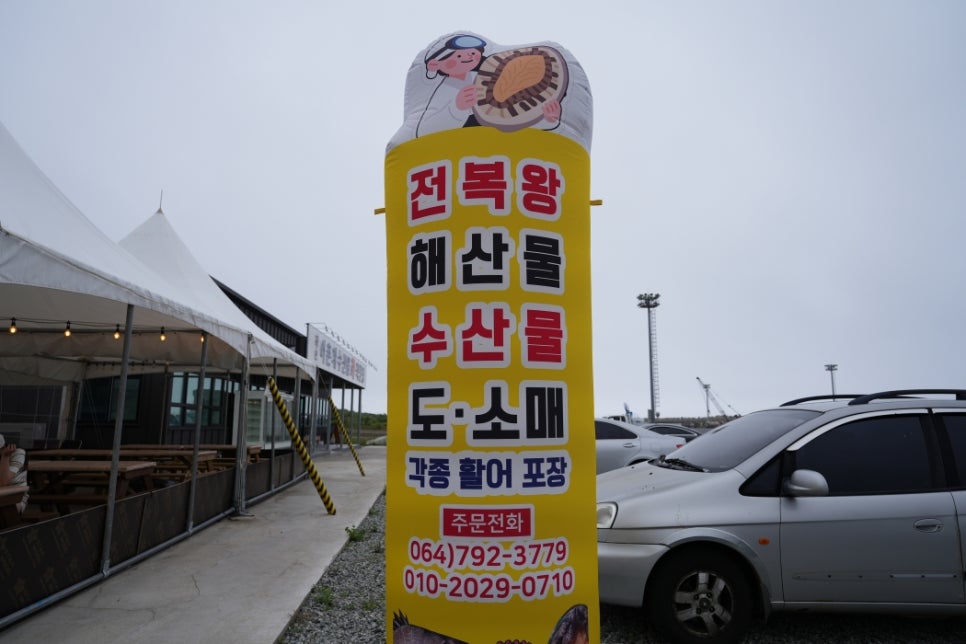 전복왕
해산물
수산물
도·소매
각종 활어 포장
주문전화
064)792-3779
010-2029-0710